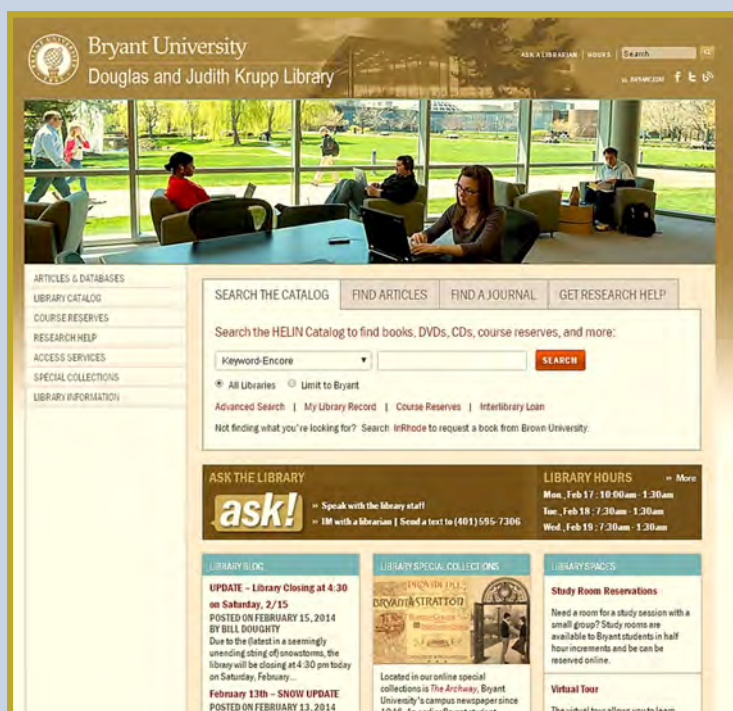 Bryant University
Douglas and Judith Krupp Library
ASK A LIBRARIAN | HOURS | Search
f t
ARTICLES & DATABASES
LIBRARY CATALOG
COURSE RESERVES
RESEARCH HELP
ACCESS SERVICES
SPECIAL COLLECTIONS
LIBRARY INFORMATION
SEARCH THE CATALOG FIND ARTICLES FIND A JOURNAL GET RESEARCH HELP
Search the HELIN Catalog to find books, DVDs, CDs, course reserves, and more:
Keyword-Encore SEARCH
All Libraries Limit to Bryant
Advanced Search | My Library Record | Course Reserves | Interlibrary Loan
Not finding what you're looking for? Search InRhode to request a book from Brown University.
ASK THE LIBRARY
ask!
» Speak with the library staff
» IM with a librarian | Send a text to (401) 595-7306
LIBRARY HOURS » More
Mon., Feb 17 : 10:00am - 1:30am
Tue., Feb 18 : 7:30am - 1:30am
Wed., Feb 19 : 7:30am - 1:30am
LIBRARY BLOG
UPDATE – Library Closing at 4:30
on Saturday, 2/15
POSTED ON FEBRUARY 15, 2014
BY BILL DOUGHTY
Due to the (latest in a seemingly
unending string of) snowstorms, the
library will be closing at 4:30 pm today
on Saturday, February...
February 13th – SNOW UPDATE
POSTED ON FEBRUARY 13, 2014
LIBRARY SPECIAL COLLECTIONS
BRYANT & STRATTON
Located in our online special
collections is The Archway, Bryant
University's campus newspaper since
LIBRARY SPACES
Study Room Reservations
Need a room for a study session with a
small group? Study rooms are
available to Bryant students in half
hour increments and be can be
reserved online.
Virtual Tour
The virtual tour allows you to learn